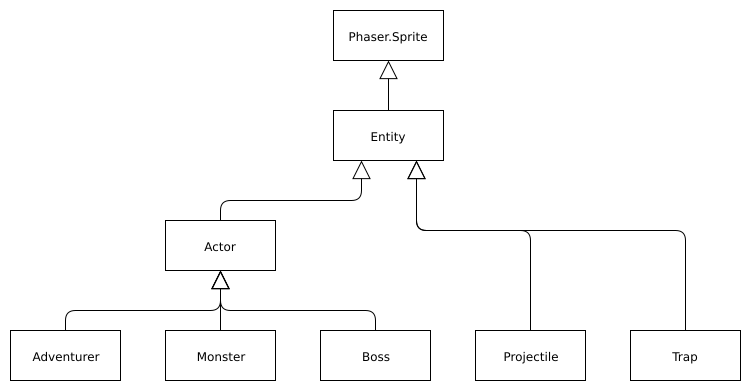 Phaser.Sprite
Entity
Actor
Adventurer
Monster
Boss
Projectile
Trap